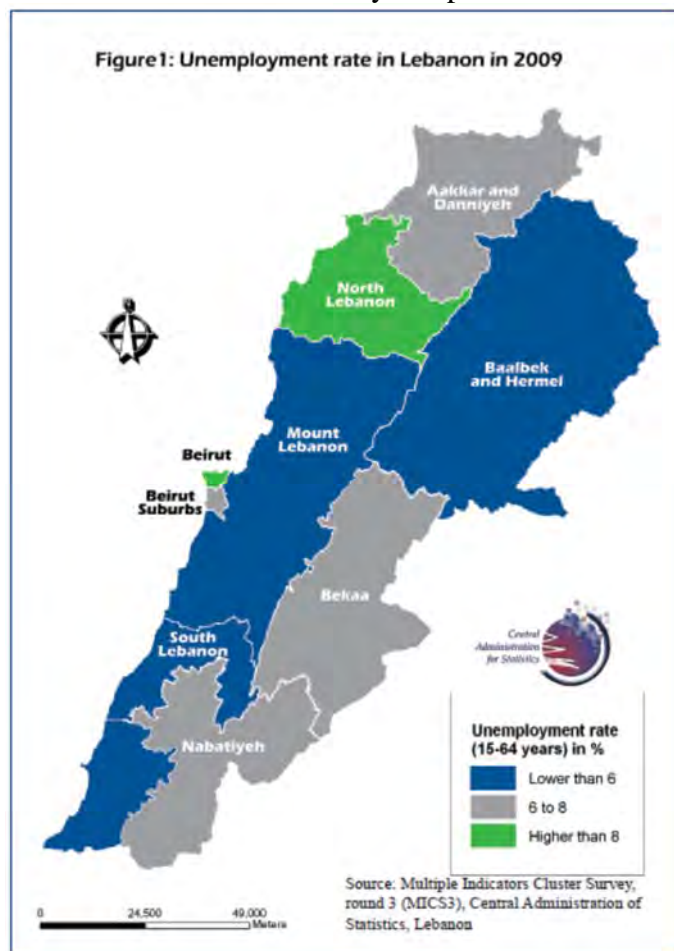 Figure1: Unemployment rate in Lebanon in 2009
Aakkar and
Danniyeh
North
Lebanon
Baalbek
and Hermel
Mount
Lebanon
Beirut
Beirut
Suburbs
Bekaa
South
Lebanon
Nabatiyeh
Central
Administration
for Statistics
Unemployment rate
(15-64 years) in %
Lower than 6
6 to 8
Higher than 8
Source: Multiple Indicators Cluster Survey,
round 3 (MICS3), Central Administration of
Statistics, Lebanon
0 24,500 49,000
Meters